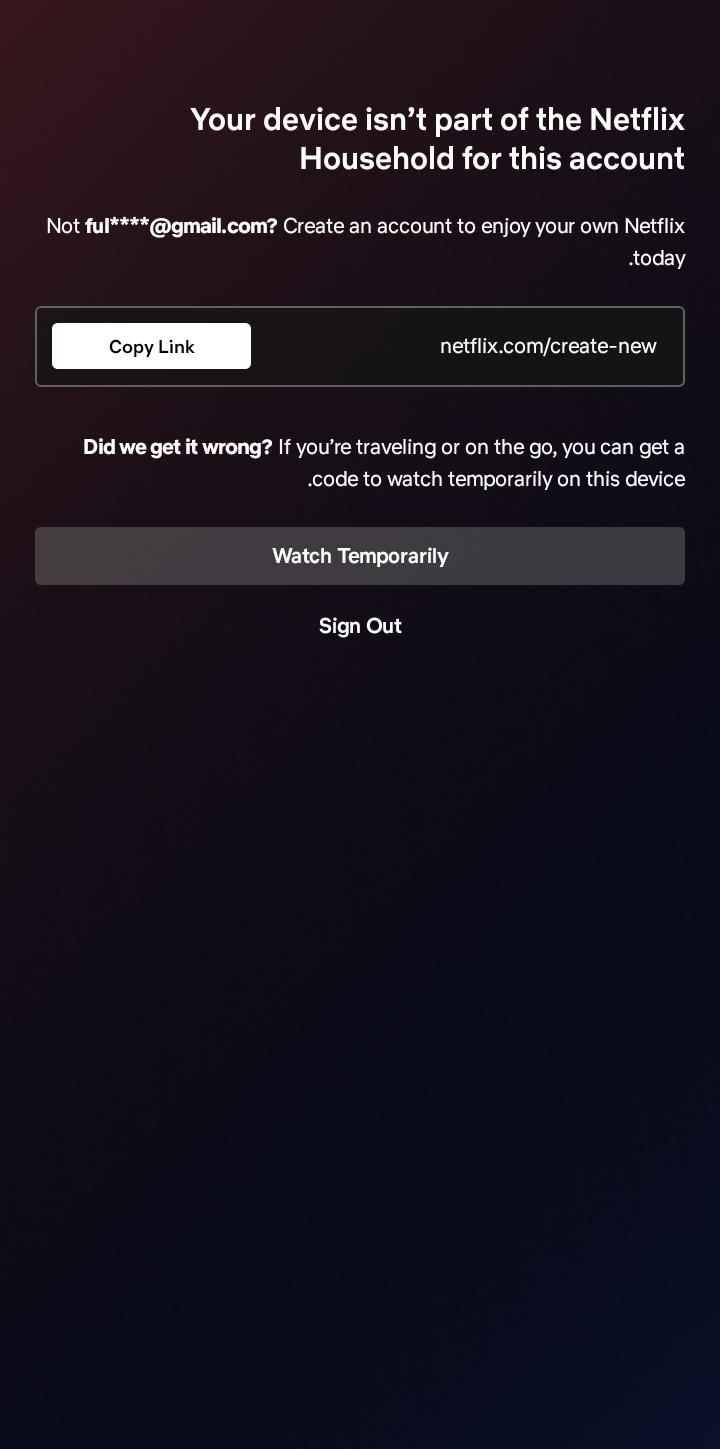 Your device isn’t part of the Netflix
Household for this account
Not ful****@gmail.com? Create an account to enjoy your own Netflix
.today
netflix.com/create-new
Copy Link
Did we get it wrong? If you’re traveling or on the go, you can get a
.code to watch temporarily on this device
Watch Temporarily
Sign Out